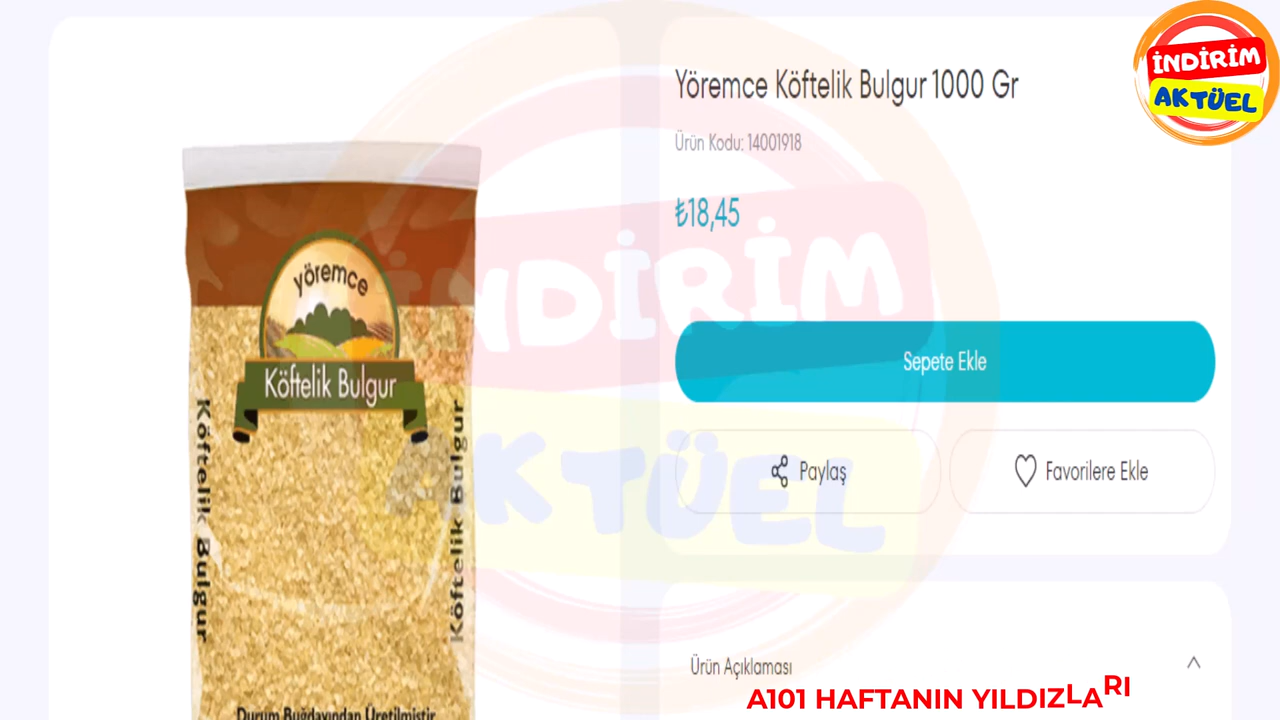 İNDİRİM
AKTÜEL
Yöremce Köftelik Bulgur 1000 Gr
Ürün Kodu: 14001918
₺18,45
Sepete Ekle
Paylaş
Favorilere Ekle
Ürün Açıklaması
A101 HAFTANIN YILDIZLARI
yöremce
Köftelik Bulgur
Köftelik Bulgur
Köftelik Bulgur
Durum Buğdayından Üretilmiştir
İNDİRİM
AKTÜEL